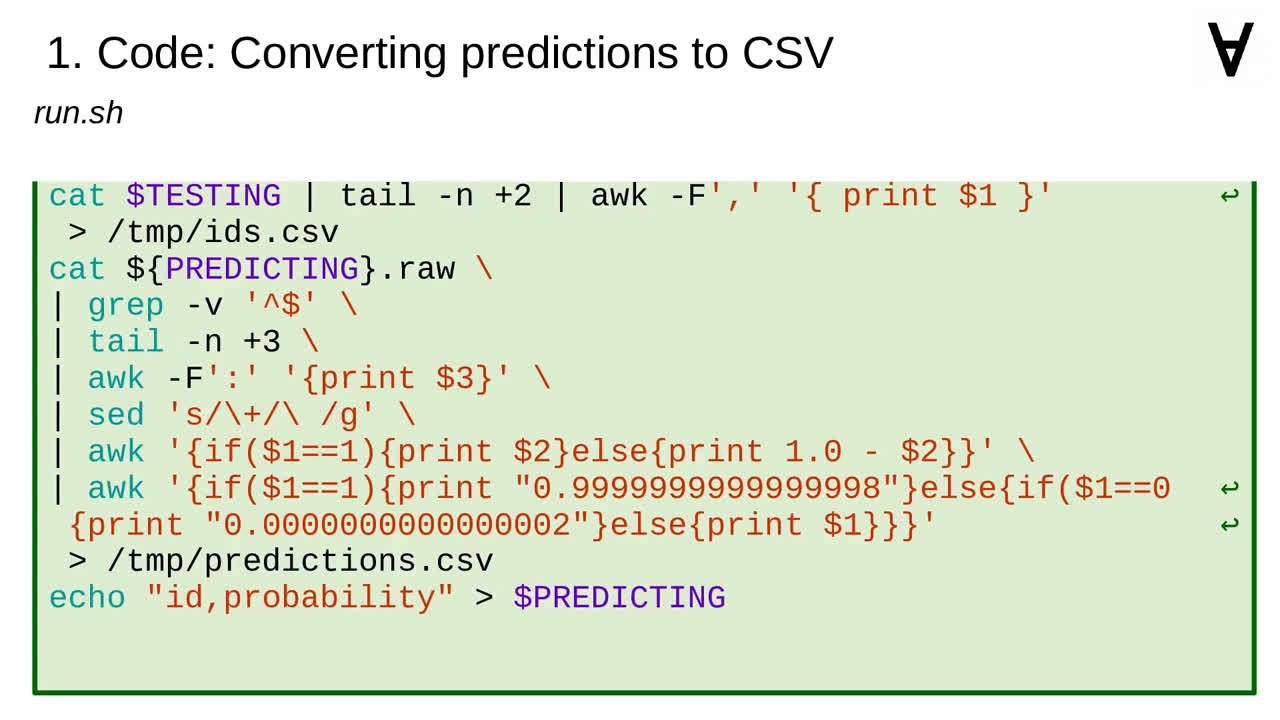 1. Code: Converting predictions to CSV
∀
run.sh
cat $TESTING | tail -n +2 | awk -F',' '{ print $1 }' ↩
 > /tmp/ids.csv
cat ${PREDICTING}.raw \
| grep -v '^$' \
| tail -n +3 \
| awk -F':' '{print $3}' \
| sed 's/\+/\ /g' \
| awk '{if($1==1){print $2}else{print 1.0 - $2}}' \
| awk '{if($1==1){print "0.9999999999999998"}else{if($1==0 ↩
 {print "0.0000000000000002"}else{print $1}}}' ↩
 > /tmp/predictions.csv
echo "id,probability" > $PREDICTING